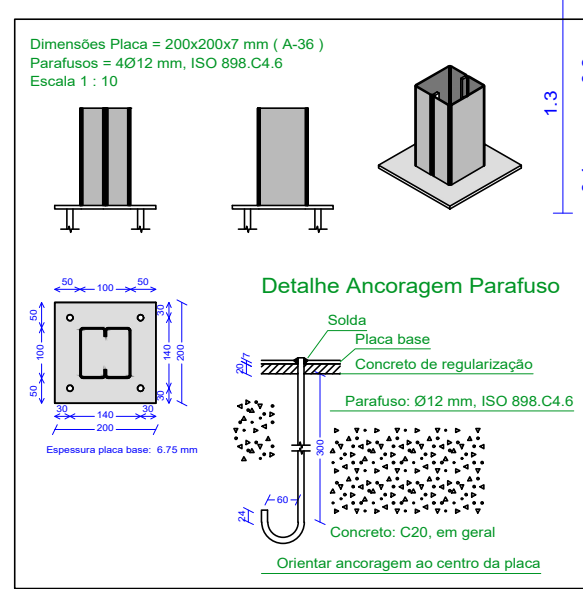 Dimensões Placa = 200x200x7 mm ( A-36 )
Parafusos = 4Ø12 mm, ISO 898.C4.6
Escala 1 : 10
1.3
50
100
50
50
100
50
30
140
30
200
30
140
30
200
Espessura placa base: 6.75 mm
Detalhe Ancoragem Parafuso
Solda
Placa base
Concreto de regularização
Parafuso: Ø12 mm, ISO 898.C4.6
20
7
300
60
24
Concreto: C20, em geral
Orientar ancoragem ao centro da placa